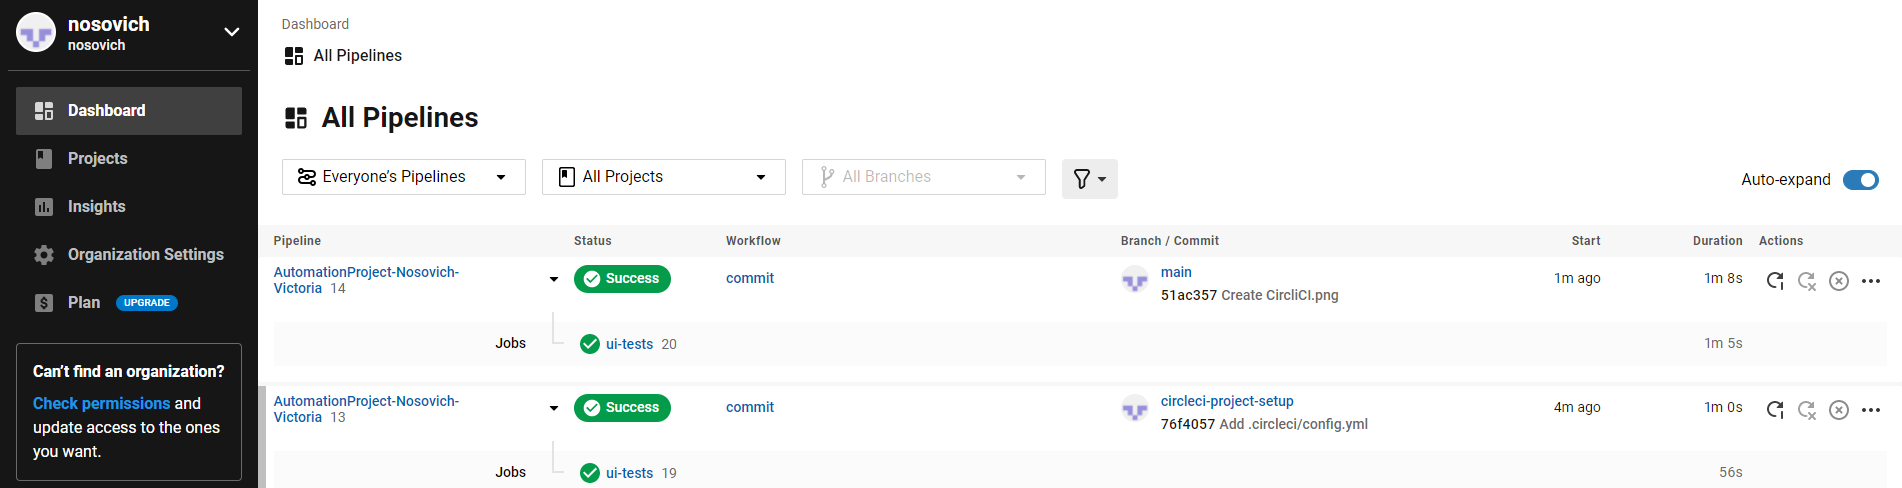 nosovich
nosovich
Dashboard
Projects
Insights
Organization Settings
Plan UPGRADE
Can't find an organization?
Check permissions and
update access to the ones
you want.
Dashboard
All Pipelines
All Pipelines
Everyone's Pipelines All Projects All Branches Auto-expand
Pipeline Status Workflow Branch / Commit Start Duration Actions
AutomationProject-Nosovich-
Victoria 14
Success commit main 1m ago 1m 8s
51ac357 Create CircliCI.png
Jobs ui-tests 20 1m 5s
AutomationProject-Nosovich-
Victoria 13
Success commit circleci-project-setup 4m ago 1m 0s
76f4057 Add .circleci/config.yml
Jobs ui-tests 19 56s